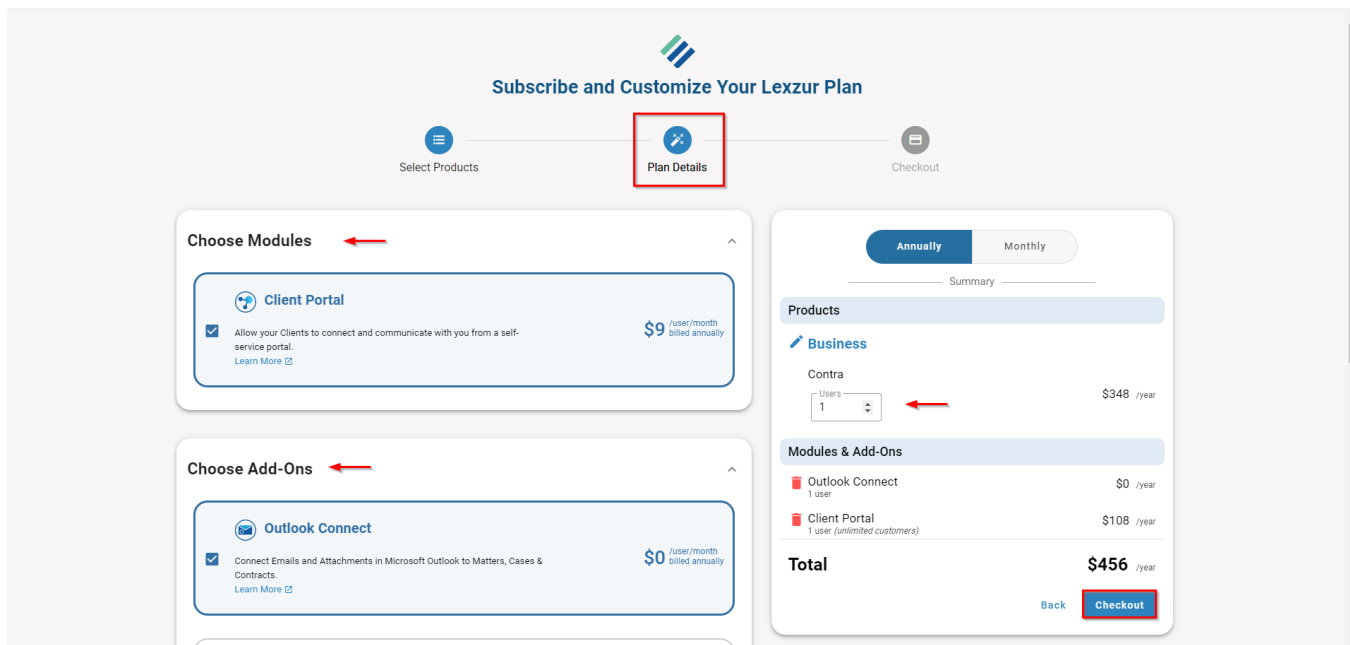 Subscribe and Customize Your Lexzur Plan
Select Products
Plan Details
Checkout
Choose Modules
Client Portal
Allow your Clients to connect and communicate with you from a self-
service portal.
Learn More
$9 /user/month
billed annually
Choose Add-Ons
Outlook Connect
Connect Emails and Attachments in Microsoft Outlook to Matters, Cases &
Contracts.
Learn More
$0 /user/month
billed annually
Annually Monthly
Summary
Products
Business
Contra
Users
1
$348 /year
Modules & Add-Ons
Outlook Connect
1 user
$0 /year
Client Portal
1 user (unlimited customers)
$108 /year
Total $456 /year
Back Checkout